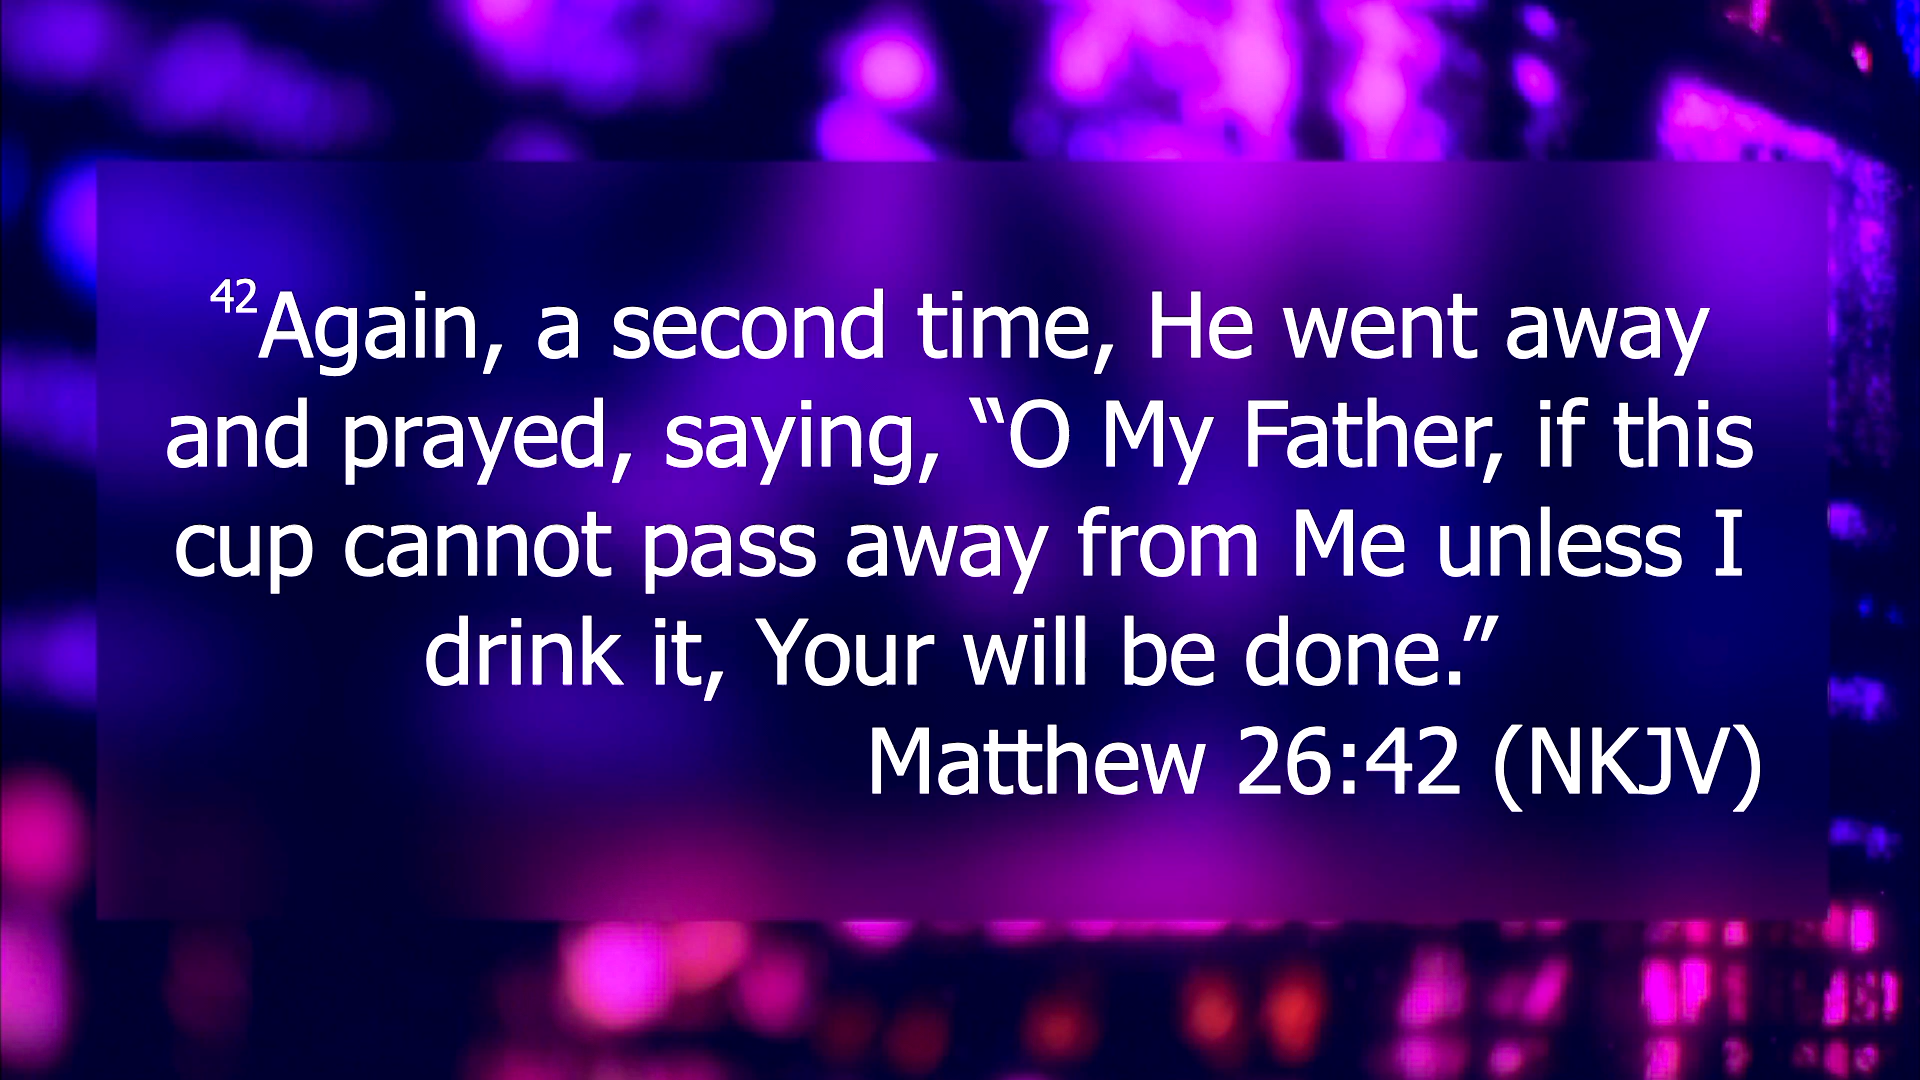 42Again, a second time, He went away
and prayed, saying, “O My Father, if this
cup cannot pass away from Me unless I
drink it, Your will be done.”
Matthew 26:42 (NKJV)